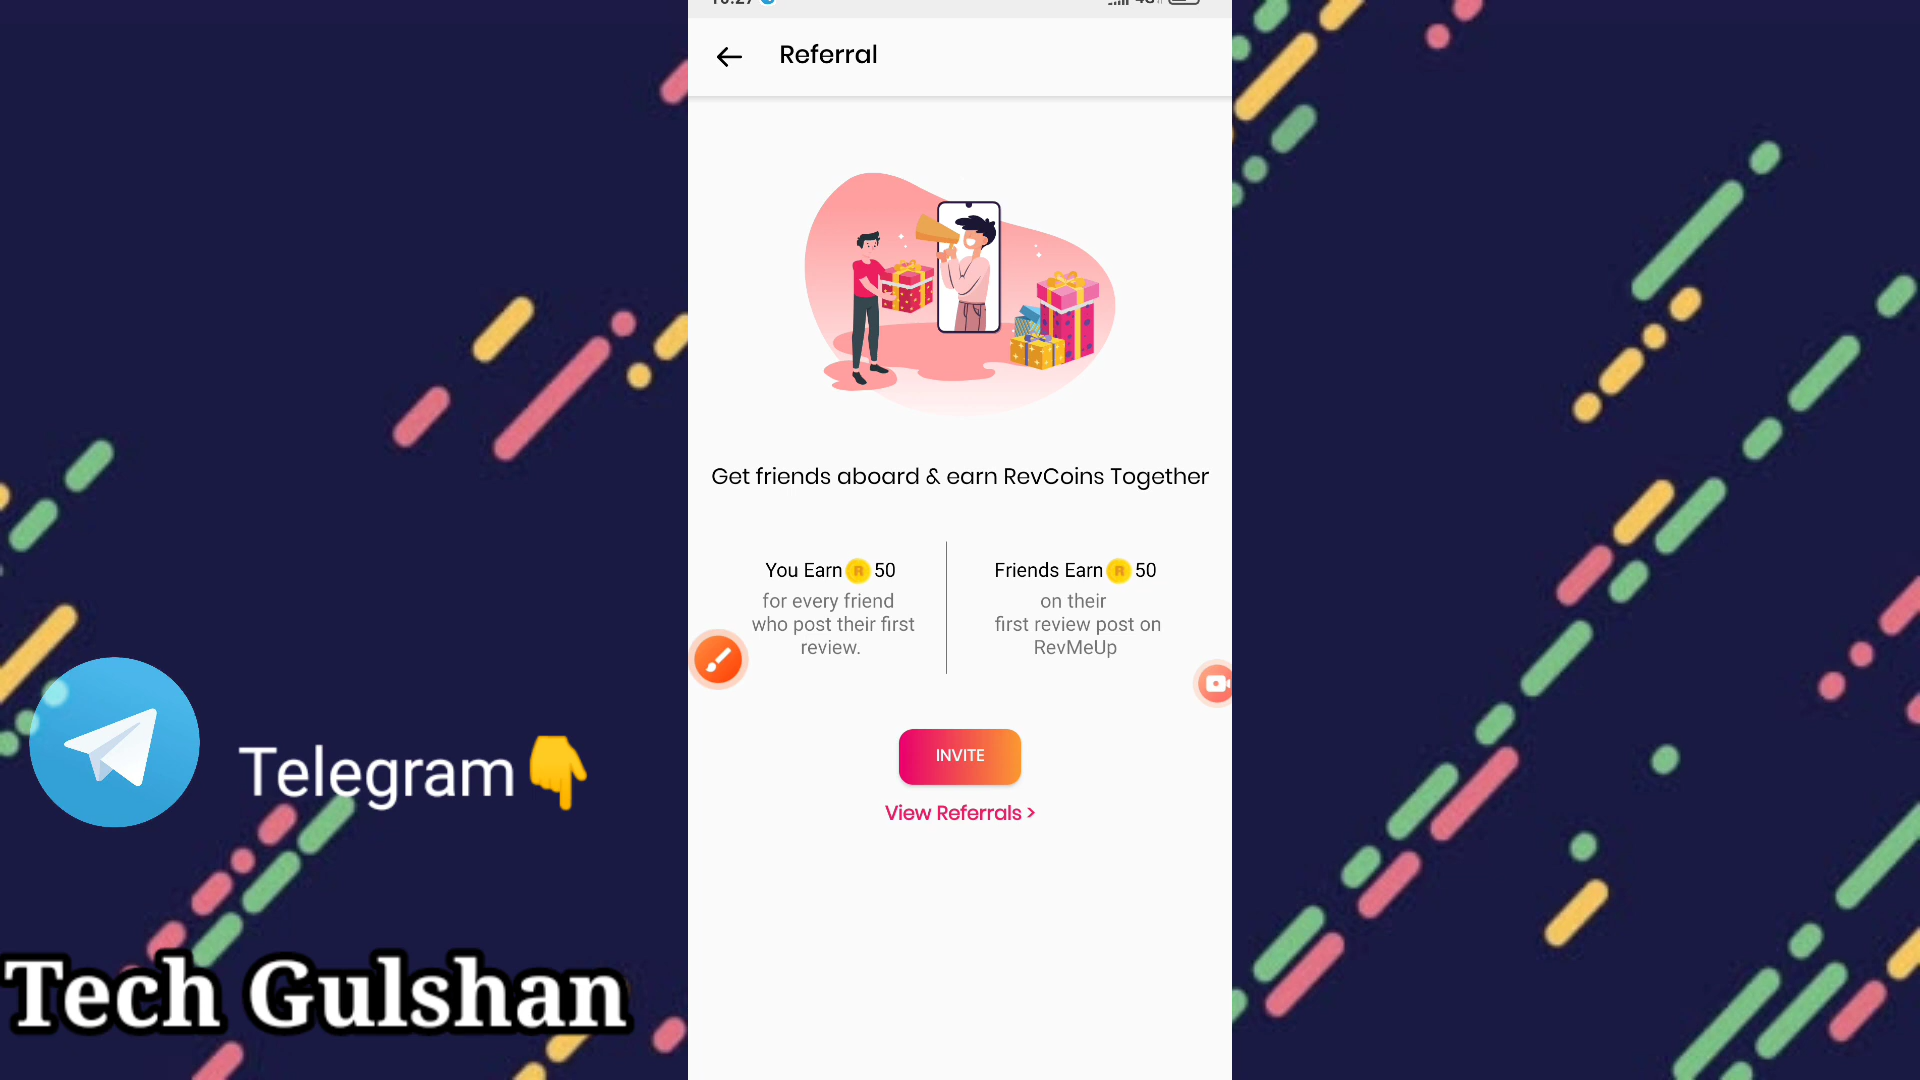 Referral
Get friends aboard & earn RevCoins Together
You Earn R 50
for every friend
who post their first
review.
Friends Earn R 50
on their
first review post on
RevMeUp
INVITE
View Referrals >
Telegram👇
Tech Gulshan